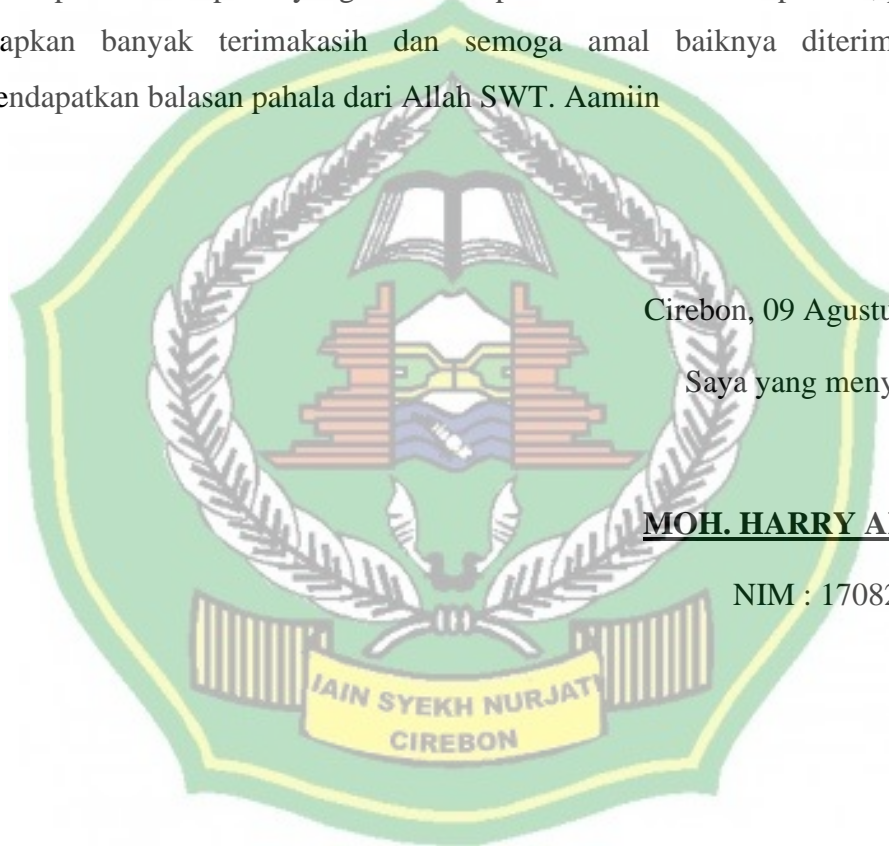 apkan banyak terimakasih dan semoga amal baiknya diterim
endapatkan balasan pahala dari Allah SWT. Aamiin
Cirebon, 09 Agustu
Saya yang meny
MOH. HARRY A
NIM : 17082
IAIN SYEKH NURJATI
CIREBON